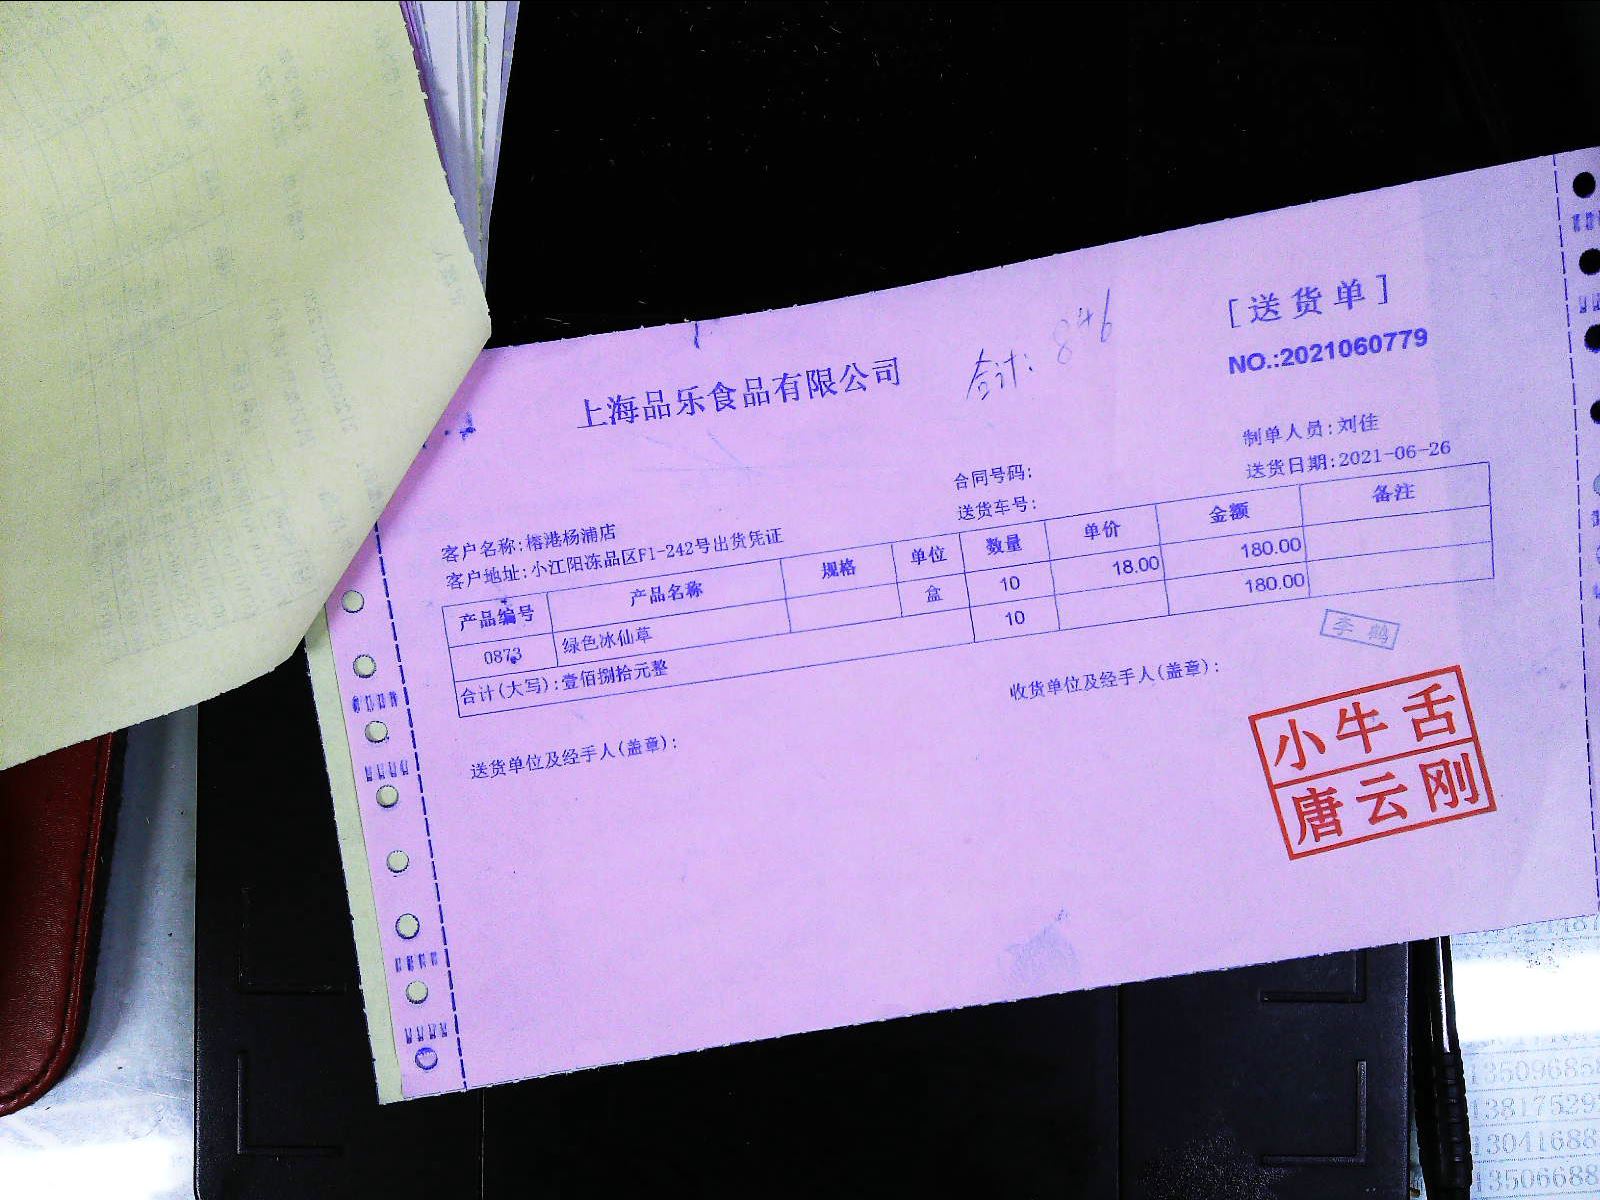 [送货单]
上海品乐食品有限公司
合计: 846
NO.:2021060779
制单人员:刘佳
合同号码:
送货日期:2021-06-26
客户名称:榕港杨浦店
送货车号:
客户地址:小江阳冻品区F1-242号出货凭证
产品编号 产品名称 规格 单位 数量 单价 金额 备注
0873 绿色冰仙草 盒 10 18.00 180.00
合计(大写):壹佰捌拾元整 10 180.00
李鹤
送货单位及经手人(盖章): 收货单位及经手人(盖章):
小牛舌
唐云刚
13509685
13817529
13041688
13506688